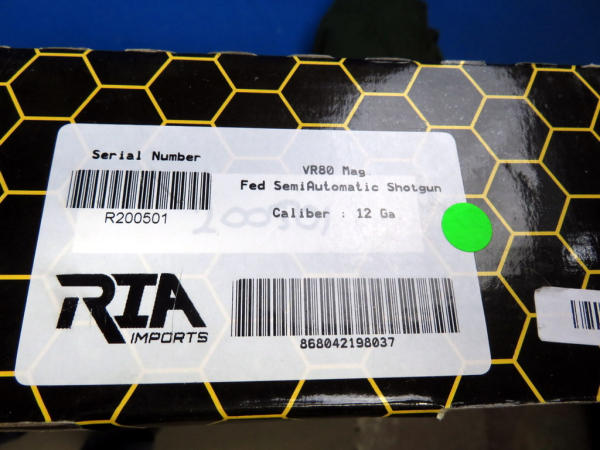 Serial Number
R200501
VR80 Mag
Fed SemiAutomatic Shotgun
Caliber : 12 Ga
RIA
IMPORTS
868042198037